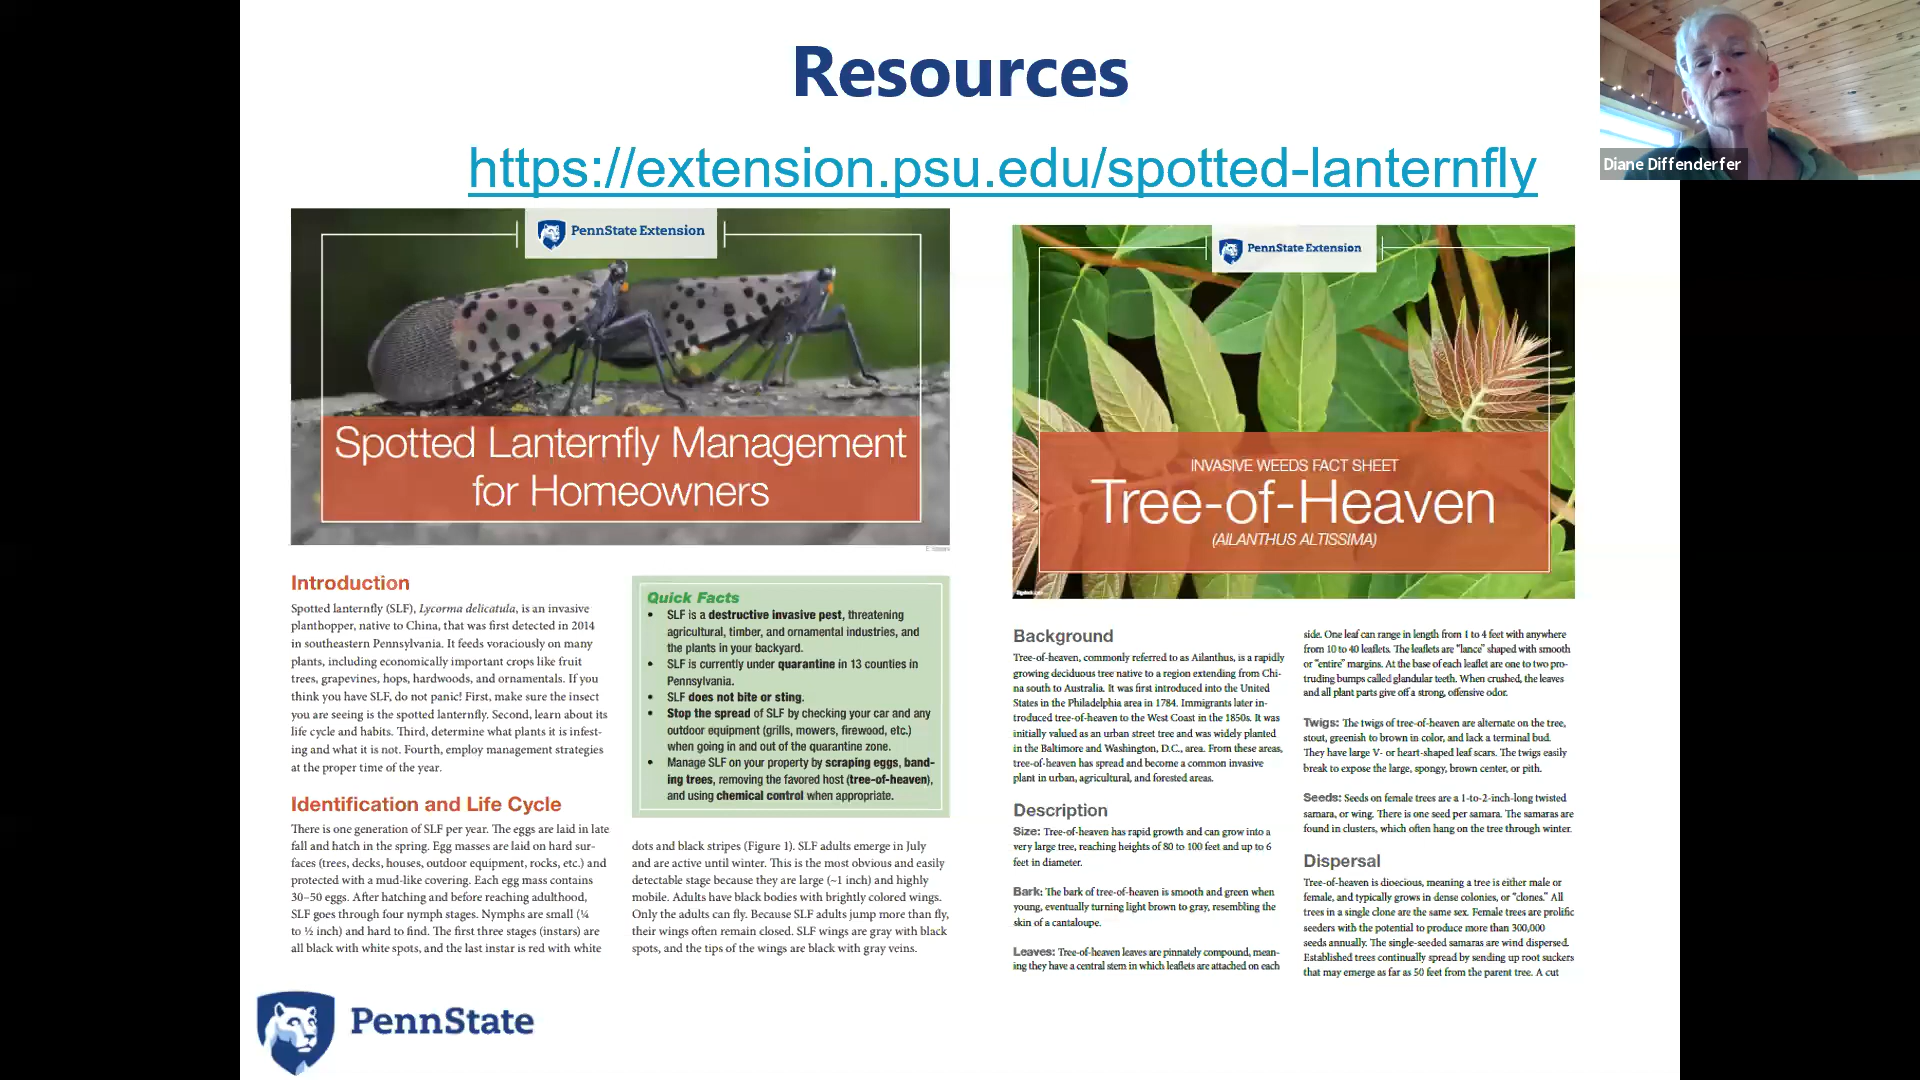 Resources
https://extension.psu.edu/spotted-lanternfly
Diane Diffenderfer
PennState Extension
Spotted Lanternfly Management
for Homeowners
Introduction
Spotted lanternfly (SLF), Lycorma delicatula, is an invasive
planthopper, native to China, that was first detected in 2014
in southeastern Pennsylvania. It feeds voraciously on many
plants, including economically important crops like fruit
trees, grapevines, hops, hardwoods, and ornamentals. If you
think you have SLF, do not panic! First, make sure the insect
you are seeing is the spotted lanternfly. Second, learn about its
life cycle and habits. Third, determine what plants it is infest-
ing and what it is not. Fourth, employ management strategies
at the proper time of the year.
Identification and Life Cycle
There is one generation of SLF per year. The eggs are laid in late
fall and hatch in the spring. Egg masses are laid on hard sur-
faces (trees, decks, houses, outdoor equipment, rocks, etc.) and
protected with a mud-like covering. Each egg mass contains
30–50 eggs. After hatching and before reaching adulthood,
SLF goes through four nymph stages. Nymphs are small (¼
to ½ inch) and hard to find. The first three stages (instars) are
all black with white spots, and the last instar is red with white
Quick Facts
• SLF is a destructive invasive pest, threatening
agricultural, timber, and ornamental industries, and
the plants in your backyard.
• SLF is currently under quarantine in 13 counties in
Pennsylvania.
• SLF does not bite or sting.
• Stop the spread of SLF by checking your car and any
outdoor equipment (grills, mowers, firewood, etc.)
when going in and out of the quarantine zone.
• Manage SLF on your property by scraping eggs, band-
ing trees, removing the favored host (tree-of-heaven),
and using chemical control when appropriate.
dots and black stripes (Figure 1). SLF adults emerge in July
and are active until winter. This is the most obvious and easily
detectable stage because they are large (~1 inch) and highly
mobile. Adults have black bodies with brightly colored wings.
Only the adults can fly. Because SLF adults jump more than fly,
their wings often remain closed. SLF wings are gray with black
spots, and the tips of the wings are black with gray veins.
PennState Extension
INVASIVE WEEDS FACT SHEET
Tree-of-Heaven
(AILANTHUS ALTISSIMA)
Background
Tree-of-heaven, commonly referred to as Ailanthus, is a rapidly
growing deciduous tree native to a region extending from Chi-
na south to Australia. It was first introduced into the United
States in the Philadelphia area in 1784. Immigrants later in-
troduced tree-of-heaven to the West Coast in the 1850s. It was
initially valued as an urban street tree and was widely planted
in the Baltimore and Washington, D.C., area. From these areas,
tree-of-heaven has spread and become a common invasive
plant in urban, agricultural, and forested areas.
Description
Size: Tree-of-heaven has rapid growth and can grow into a
very large tree, reaching heights of 80 to 100 feet and up to 6
feet in diameter.
Bark: The bark of tree-of-heaven is smooth and green when
young, eventually turning light brown to gray, resembling the
skin of a cantaloupe.
Leaves: Tree-of-heaven leaves are pinnately compound, mean-
ing they have a central stem in which leaflets are attached on each
side. One leaf can range in length from 1 to 4 feet with anywhere
from 10 to 40 leaflets. The leaflets are "lance" shaped with smooth
or "entire" margins. At the base of each leaflet are one to two pro-
truding bumps called glandular teeth. When crushed, the leaves
and all plant parts give off a strong, offensive odor.
Twigs: The twigs of tree-of-heaven are alternate on the tree,
stout, greenish to brown in color, and lack a terminal bud.
They have large V- or heart-shaped leaf scars. The twigs easily
break to expose the large, spongy, brown center, or pith.
Seeds: Seeds on female trees are a 1-to-2-inch-long twisted
samara, or wing. There is one seed per samara. The samaras are
found in clusters, which often hang on the tree through winter.
Dispersal
Tree-of-heaven is dioecious, meaning a tree is either male or
female, and typically grows in dense colonies, or "clones." All
trees in a single clone are the same sex. Female trees are prolific
seeders with the potential to produce more than 300,000
seeds annually. The single-seeded samaras are wind dispersed.
Established trees continually spread by sending up root suckers
that may emerge as far as 50 feet from the parent tree. A cut
PennState